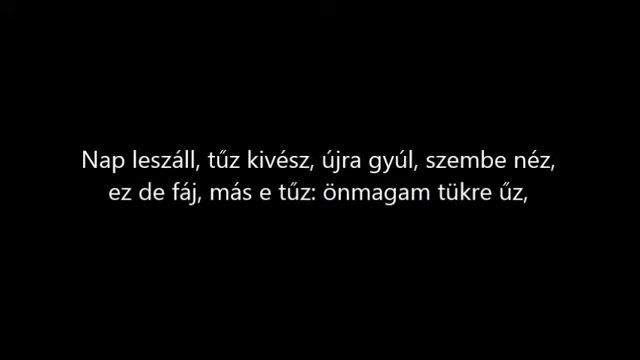 Nap leszáll, tűz kivész, újra gyúl, szembe néz,
ez de fáj, más e tűz: önmagam tükre űz,